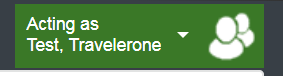 Acting as
Test, Travelerone